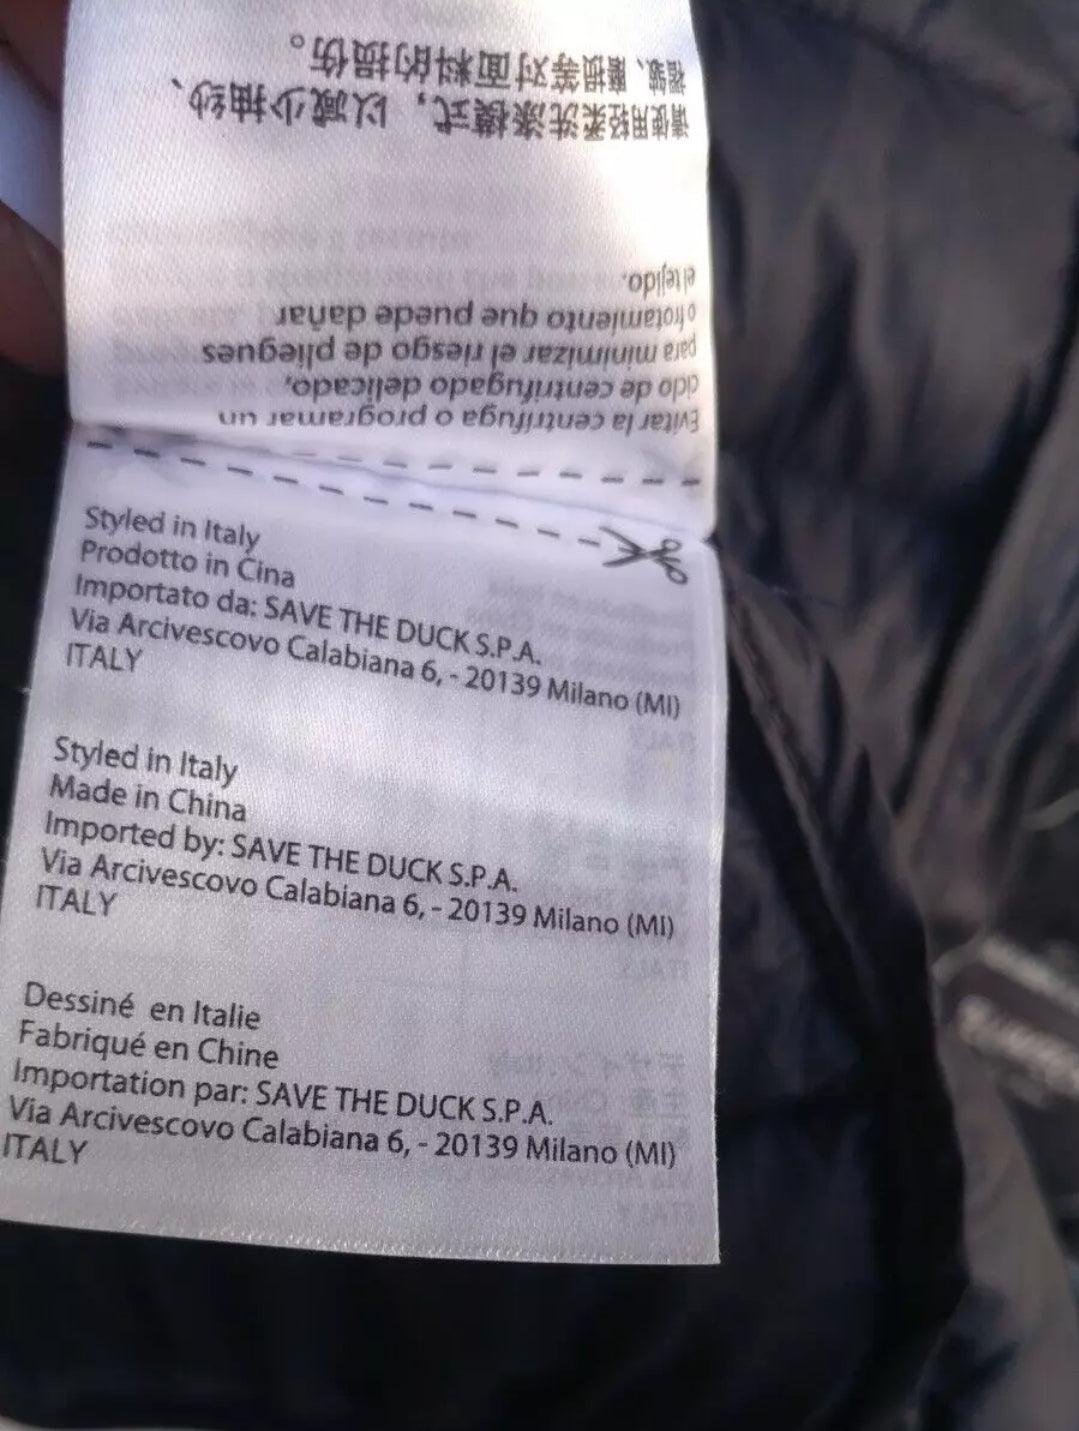 请使用轻柔洗涤模式，以减少抽纱、
褶皱、磨损等对面料的损伤。
Evitar la centrífuga o programar un
ciclo de centrifugado delicado,
para minimizar el riesgo de pliegues
o frotamiento que puede dañar
el tejido.
Styled in Italy
Prodotto in Cina
Importato da: SAVE THE DUCK S.P.A.
Via Arcivescovo Calabiana 6, - 20139 Milano (MI)
ITALY
Styled in Italy
Made in China
Imported by: SAVE THE DUCK S.P.A.
Via Arcivescovo Calabiana 6, - 20139 Milano (MI)
ITALY
Dessiné en Italie
Fabriqué en Chine
Importation par: SAVE THE DUCK S.P.A.
Via Arcivescovo Calabiana 6, - 20139 Milano (MI)
ITALY